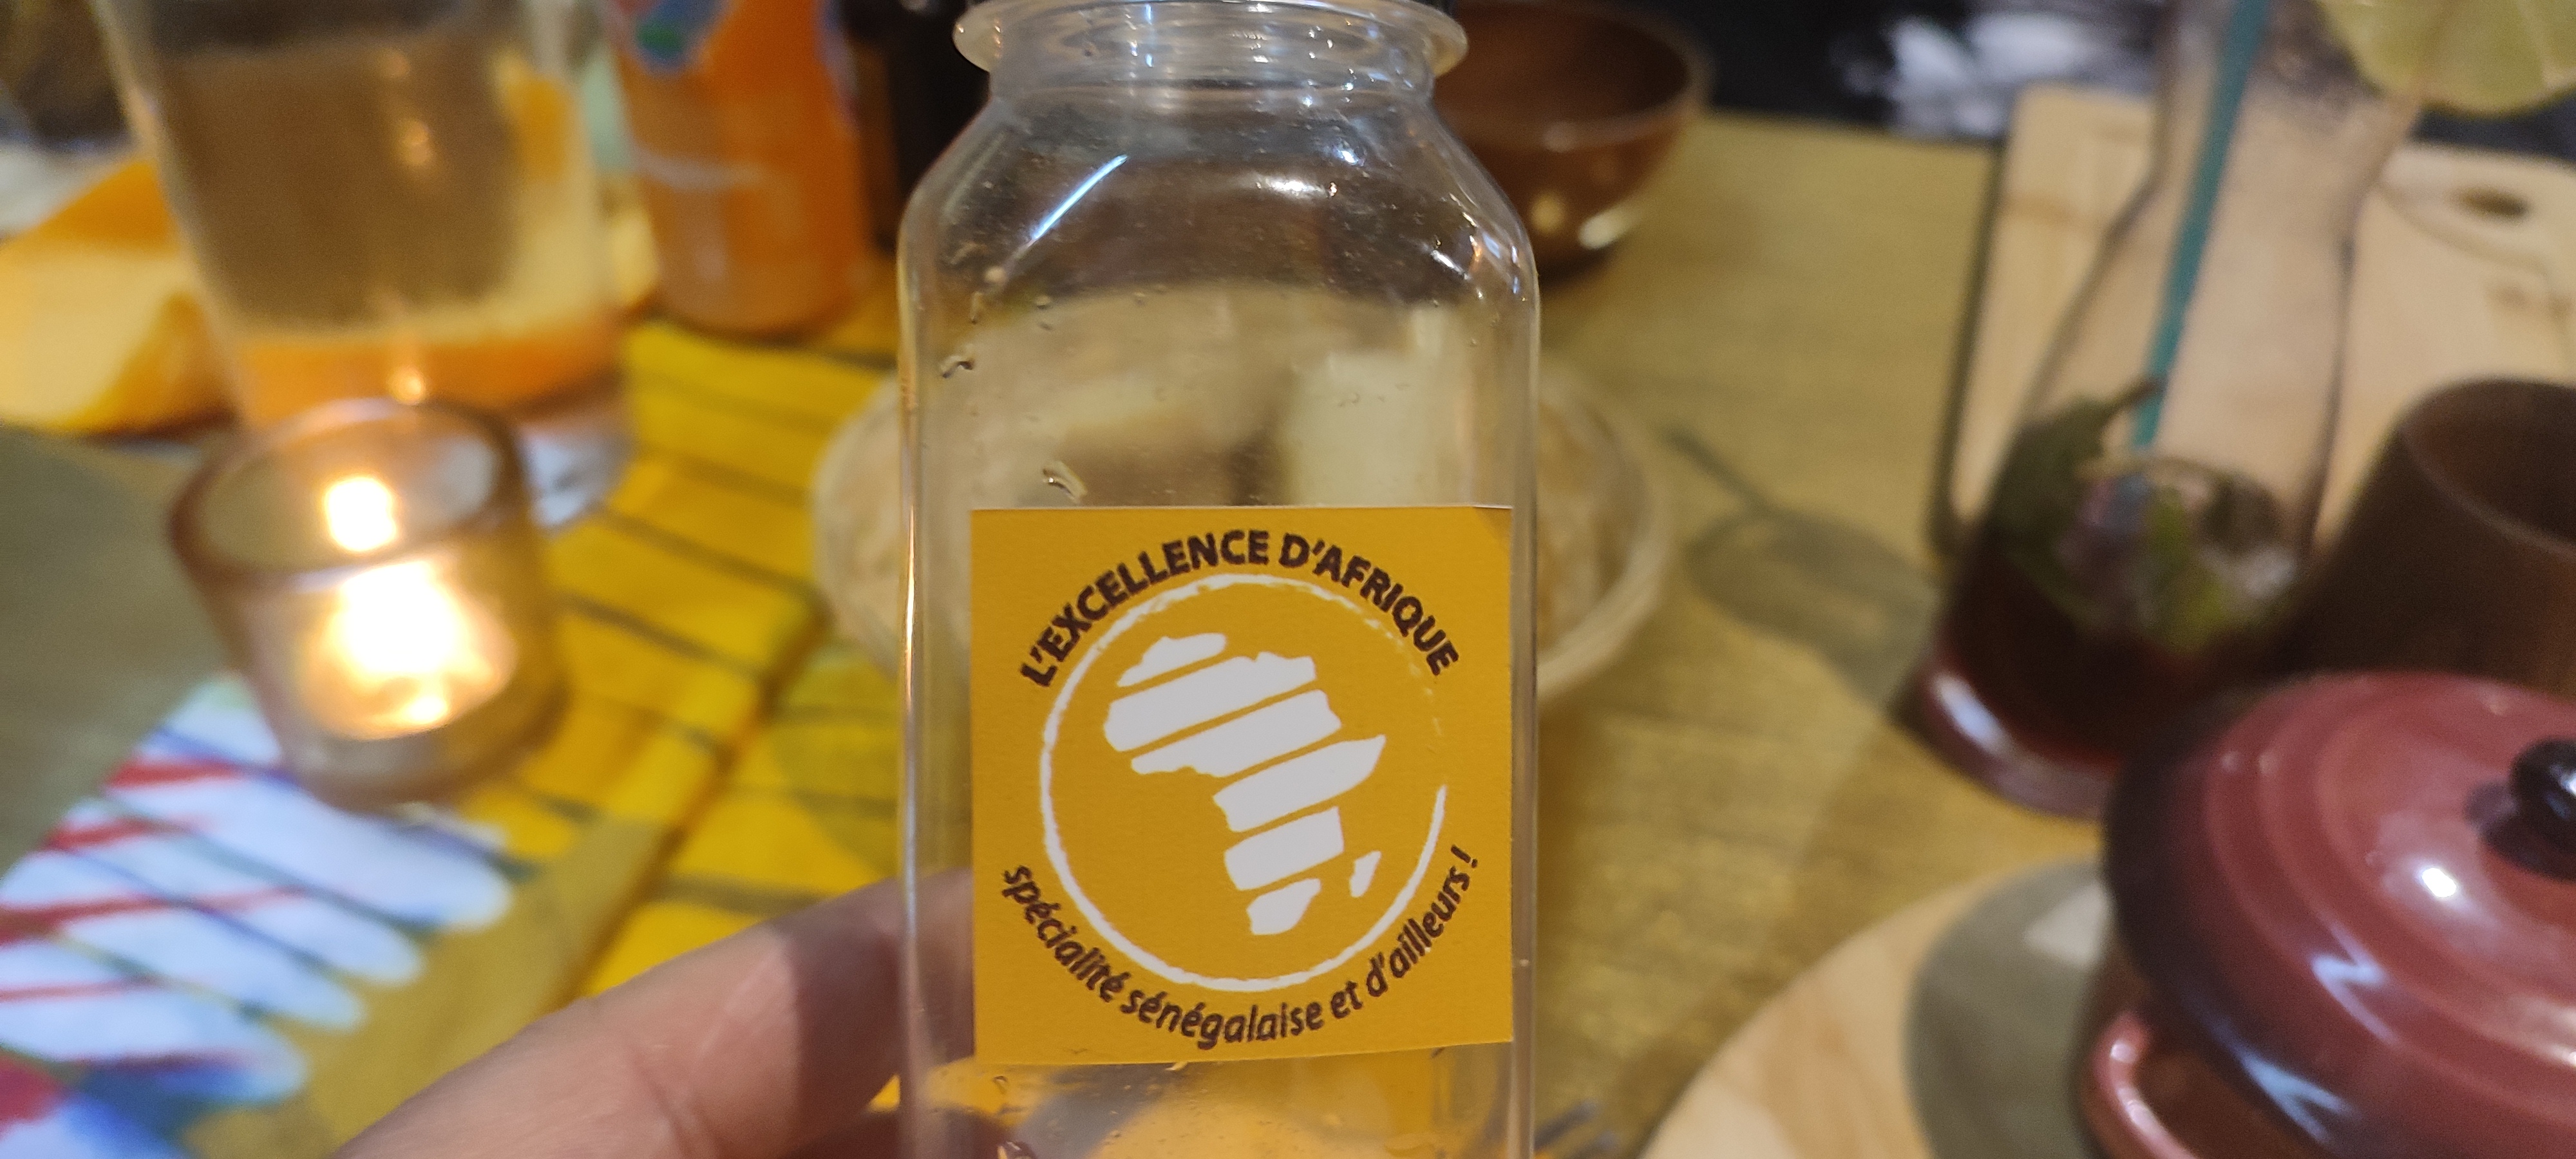 L'EXCELLENCE D'AFRIQUE
spécialité sénégalaise et d'ailleurs !